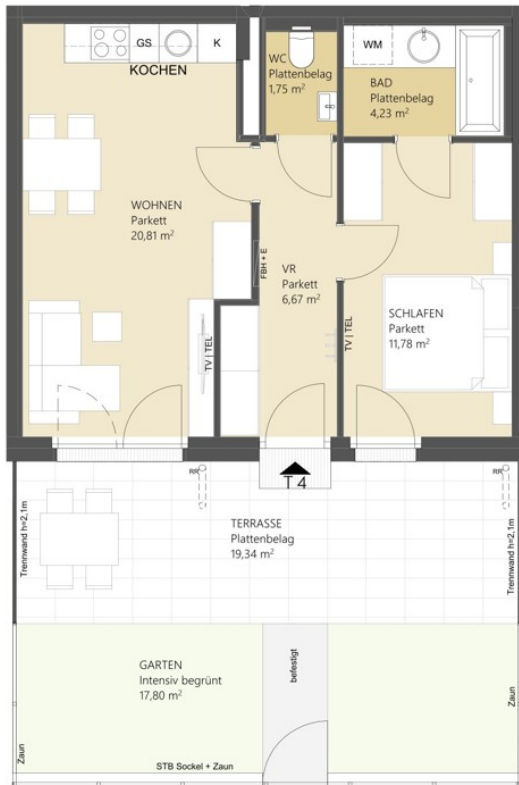 GS
K
KOCHEN
WC
Plattenbelag
1,75 m²
WM
BAD
Plattenbelag
4,23 m²
WOHNEN
Parkett
20,81 m²
FBH + E
VR
Parkett
6,67 m²
TV | TEL
TV | TEL
SCHLAFEN
Parkett
11,78 m²
T 4
RR
RR
Trennwand h=2,1m
TERRASSE
Plattenbelag
19,34 m²
Trennwand h=2,1m
GARTEN
Intensiv begrünt
17,80 m²
befestigt
Zaun
Zaun
STB Sockel + Zaun